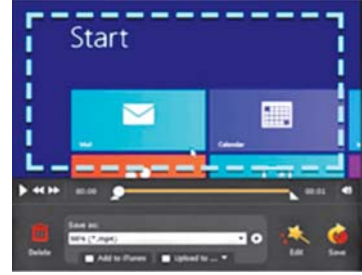 Start
Mail
Calendar
00:00
00:01
Save as:
MP4 (*.mp4)
Add to iTunes
Upload to ...
Delete
Edit
Save